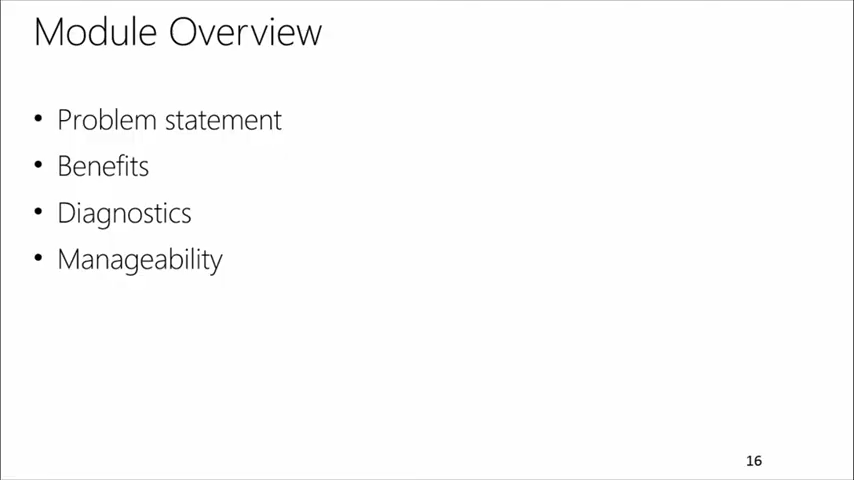 Module Overview
• Problem statement
• Benefits
• Diagnostics
• Manageability
16